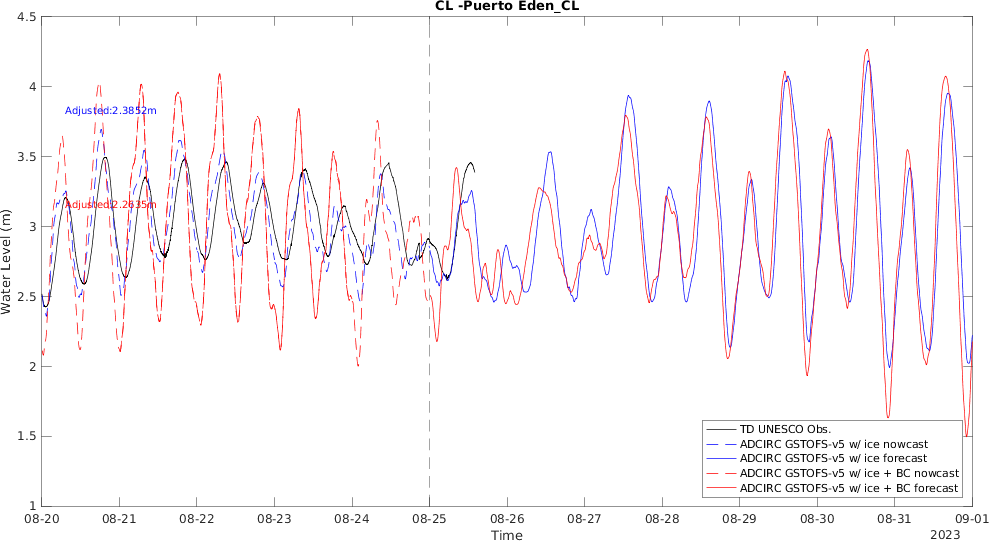 CL -Puerto Eden_CL
Water Level (m)
4.5
4
3.5
3
2.5
2
1.5
1
Adjusted:2.3852m
Adjusted:2.2635m
TD UNESCO Obs.
ADCIRC GSTOFS-v5 w/ ice nowcast
ADCIRC GSTOFS-v5 w/ ice forecast
ADCIRC GSTOFS-v5 w/ ice + BC nowcast
ADCIRC GSTOFS-v5 w/ ice + BC forecast
08-20 08-21 08-22 08-23 08-24 08-25 08-26 08-27 08-28 08-29 08-30 08-31 09-01
Time
2023